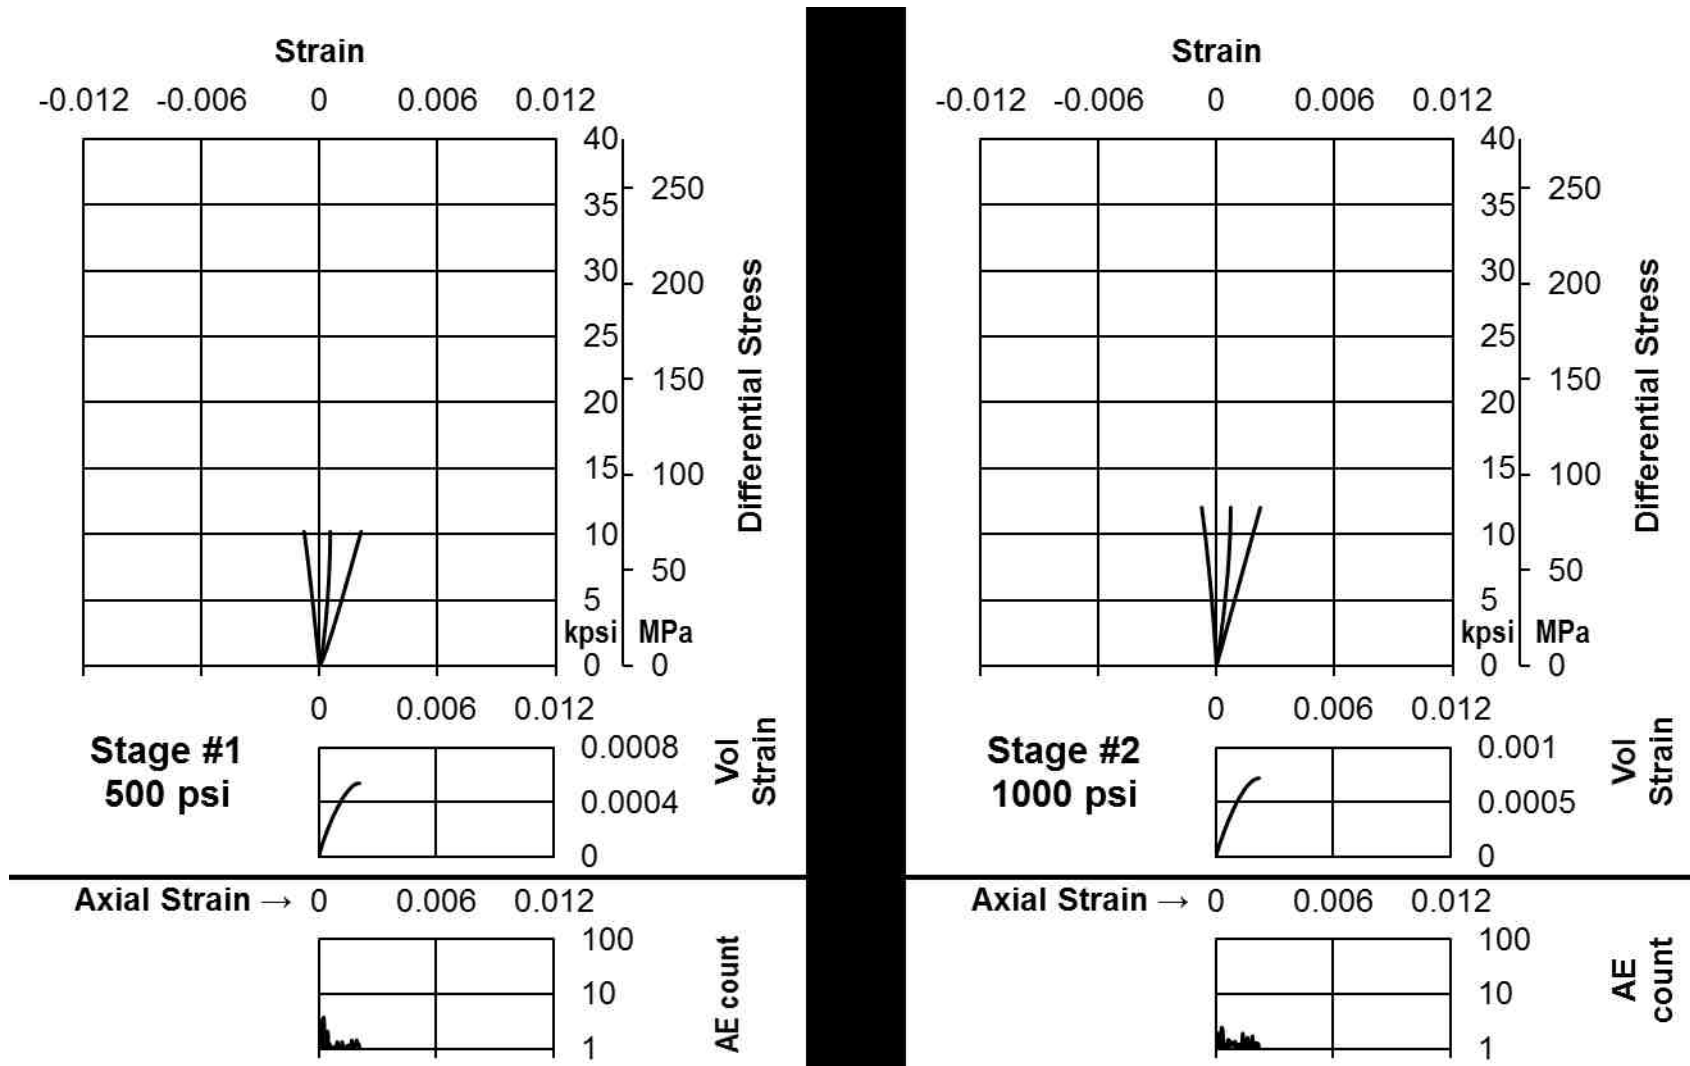 Strain
-0.012 -0.006 0 0.006 0.012
40
250
35
30
200
25
150
20
15
100
10
50
5
kpsi MPa
0 0
Differential Stress
0 0.006 0.012
Stage #1
500 psi
0.0008
0.0004
0
Vol
Strain
Axial Strain → 0 0.006 0.012
100
10
1
AE count
Strain
-0.012 -0.006 0 0.006 0.012
40
250
35
30
200
25
150
20
15
100
10
50
5
kpsi MPa
0 0
Differential Stress
0 0.006 0.012
Stage #2
1000 psi
0.001
0.0005
0
Vol
Strain
Axial Strain → 0 0.006 0.012
100
10
1
AE
count